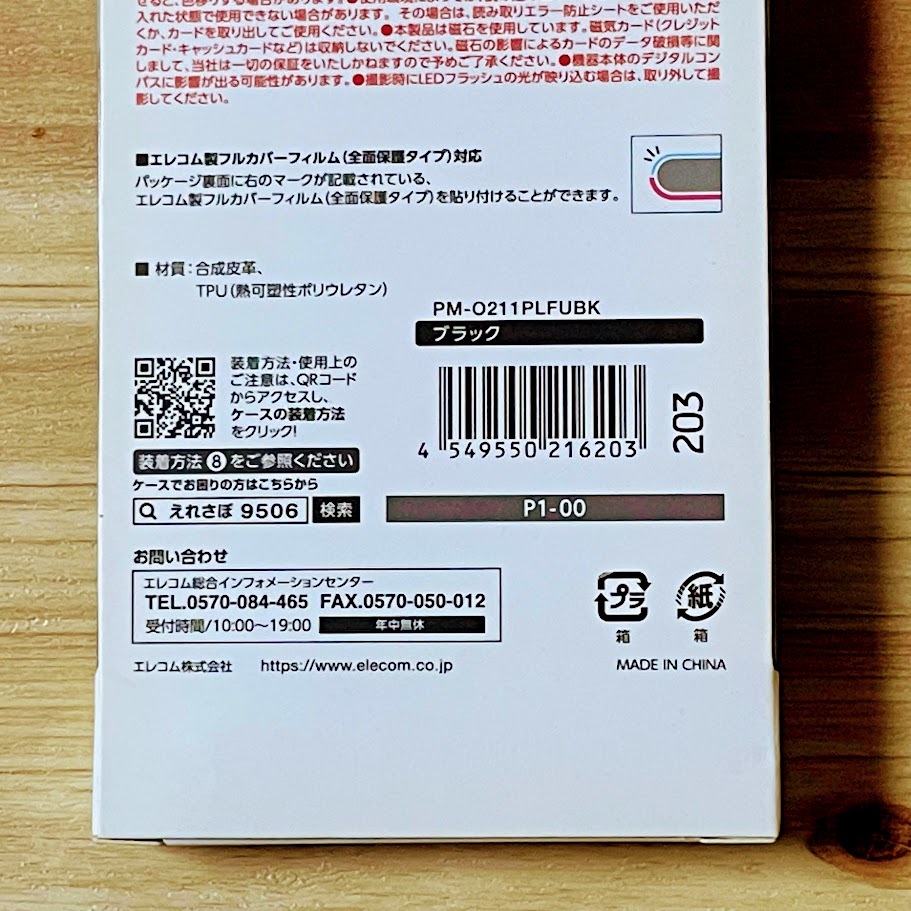 せると、色移りする場合があります。●使用環境によっては
入れた状態で使用できない場合があります。その場合は、読み取りエラー防止シートをご使用いただ
くか、カードを取り出してご使用ください。●本製品は磁石を使用しています。磁気カード(クレジット
カード・キャッシュカードなど)は収納しないでください。磁石の影響によるカードのデータ破損等に関
しまして、当社は一切の保証をいたしかねますので予めご了承ください。●機器本体のデジタルコン
パスに影響が出る可能性があります。●撮影時にLEDフラッシュの光が映り込む場合は、取り外して撮
影してください。
■エレコム製フルカバーフィルム(全面保護タイプ)対応
パッケージ裏面に右のマークが記載されている、
エレコム製フルカバーフィルム(全面保護タイプ)を貼り付けることができます。
■ 材質:合成皮革、
TPU(熱可塑性ポリウレタン)
PM-O211PLFUBK
ブラック
装着方法・使用上の
ご注意は、QRコード
からアクセスし、
ケースの装着方法
をクリック!
装着方法⑧をご参照ください
ケースでお困りの方はこちらから
えれさぽ 9506 検索
4 549550 216203
203
P1-00
お問い合わせ
エレコム総合インフォメーションセンター
TEL.0570-084-465 FAX.0570-050-012
受付時間/10:00〜19:00 年中無休
エレコム株式会社 https://www.elecom.co.jp
プラ 紙
箱 箱
MADE IN CHINA